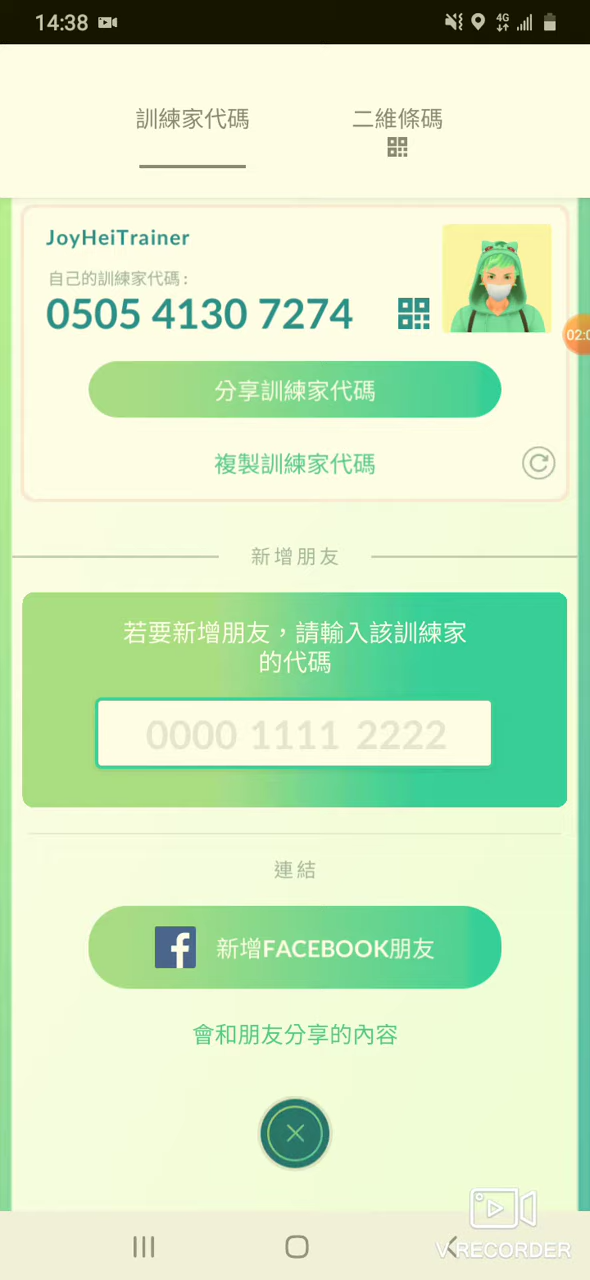 14:38
4G
訓練家代碼
二維條碼
JoyHeiTrainer
自己的訓練家代碼:
0505 4130 7274
分享訓練家代碼
複製訓練家代碼
新增朋友
若要新增朋友，請輸入該訓練家
的代碼
0000 1111 2222
連結
新增FACEBOOK朋友
會和朋友分享的內容
V RECORDER